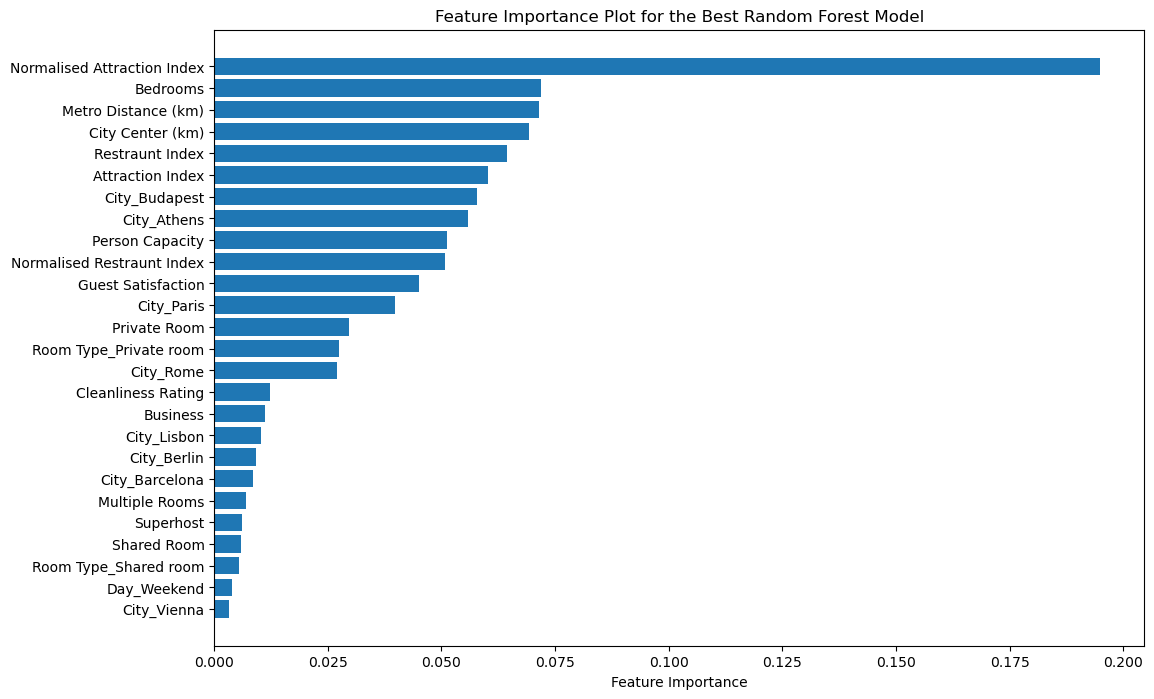 Feature Importance Plot for the Best Random Forest Model
Normalised Attraction Index
Bedrooms
Metro Distance (km)
City Center (km)
Restraunt Index
Attraction Index
City_Budapest
City_Athens
Person Capacity
Normalised Restraunt Index
Guest Satisfaction
City_Paris
Private Room
Room Type_Private room
City_Rome
Cleanliness Rating
Business
City_Lisbon
City_Berlin
City_Barcelona
Multiple Rooms
Superhost
Shared Room
Room Type_Shared room
Day_Weekend
City_Vienna
0.000 0.025 0.050 0.075 0.100 0.125 0.150 0.175 0.200
Feature Importance